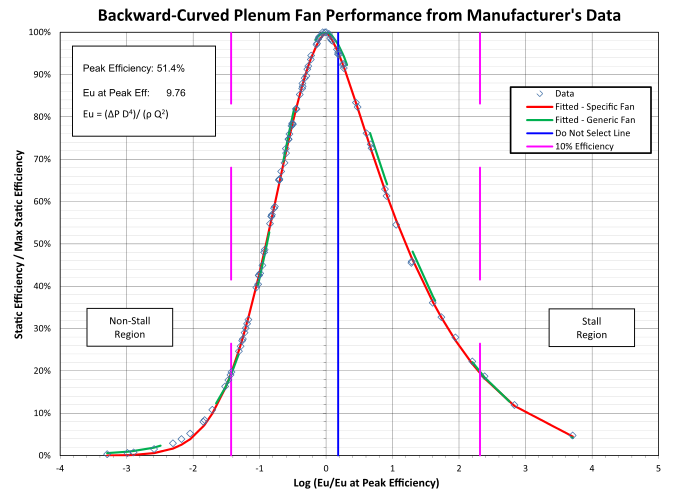 Backward-Curved Plenum Fan Performance from Manufacturer's Data
100%
100%
90%
80%
70%
60%
50%
40%
30%
20%
10%
0%
Static Efficiency / Max Static Efficiency
Peak Efficiency: 51.4%
Eu at Peak Eff: 9.76
Eu = (ΔP D⁴)/ (ρ Q²)
Data
Fitted - Specific Fan
Fitted - Generic Fan
Do Not Select Line
10% Efficiency
Non-Stall
Region
Stall
Region
-4 -3 -2 -1 0 1 2 3 4 5
Log (Eu/Eu at Peak Efficiency)